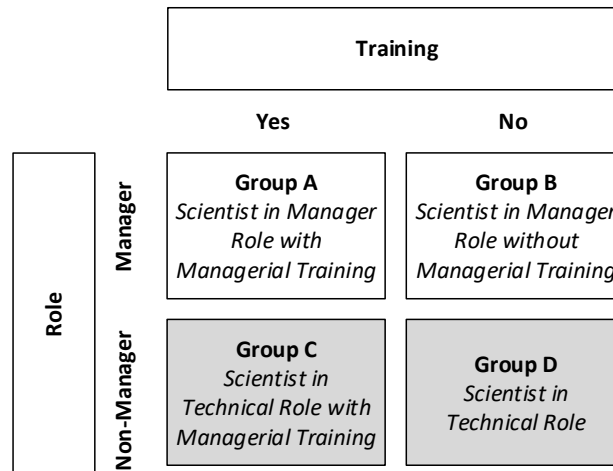 Training
Yes
No
Role
Manager
Group A
Scientist in Manager
Role with
Managerial Training
Group B
Scientist in Manager
Role without
Managerial Training
Non-Manager
Group C
Scientist in
Technical Role with
Managerial Training
Group D
Scientist in
Technical Role